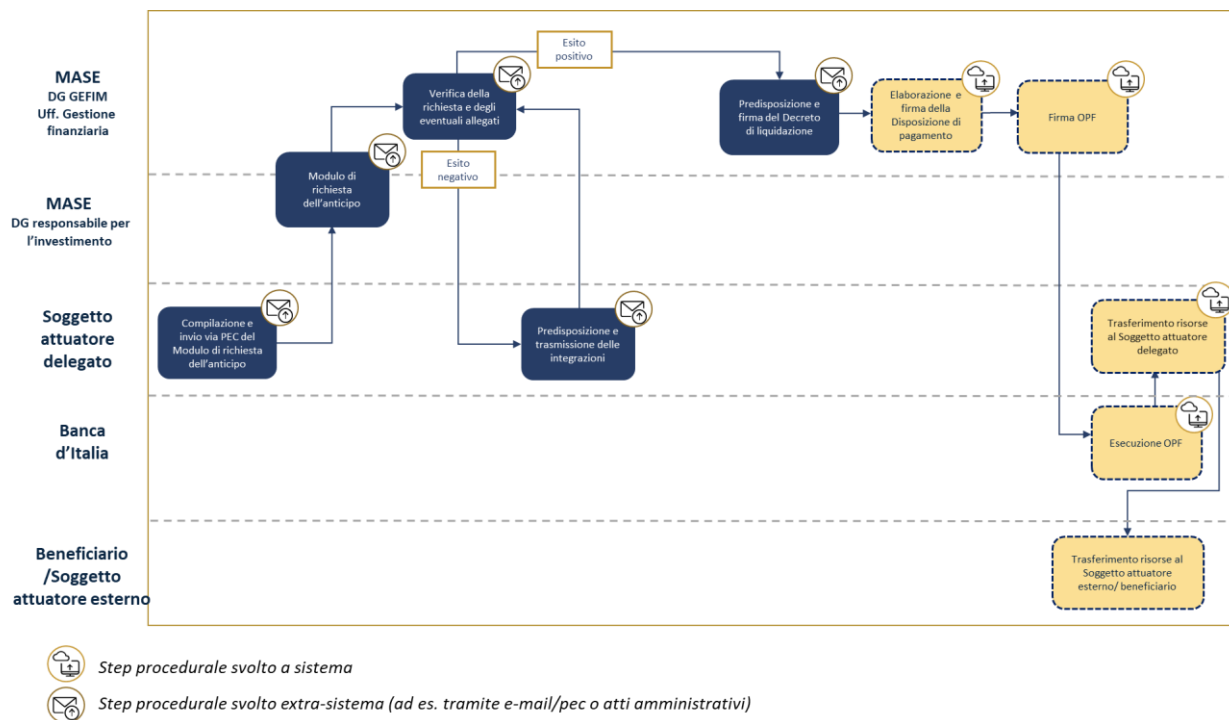 MASE
DG GEFIM
Uff. Gestione
finanziaria
Esito
positivo
Verifica della
richiesta e degli
eventuali allegati
Predisposizione e
firma del Decreto
di liquidazione
Elaborazione e
firma della
Disposizione di
pagamento
Firma OPF
Esito
negativo
Modulo di
richiesta
dell'anticipo
MASE
DG responsabile per
l'investimento
Soggetto
attuatore
delegato
Compilazione e
invio via PEC del
Modulo di richiesta
dell'anticipo
Predisposizione e
trasmissione delle
integrazioni
Trasferimento risorse
al Soggetto attuatore
delegato
Banca
d'Italia
Esecuzione OPF
Beneficiario
/Soggetto
attuatore esterno
Trasferimento risorse al
Soggetto attuatore
esterno/ beneficiario
Step procedurale svolto a sistema
Step procedurale svolto extra-sistema (ad es. tramite e-mail/pec o atti amministrativi)